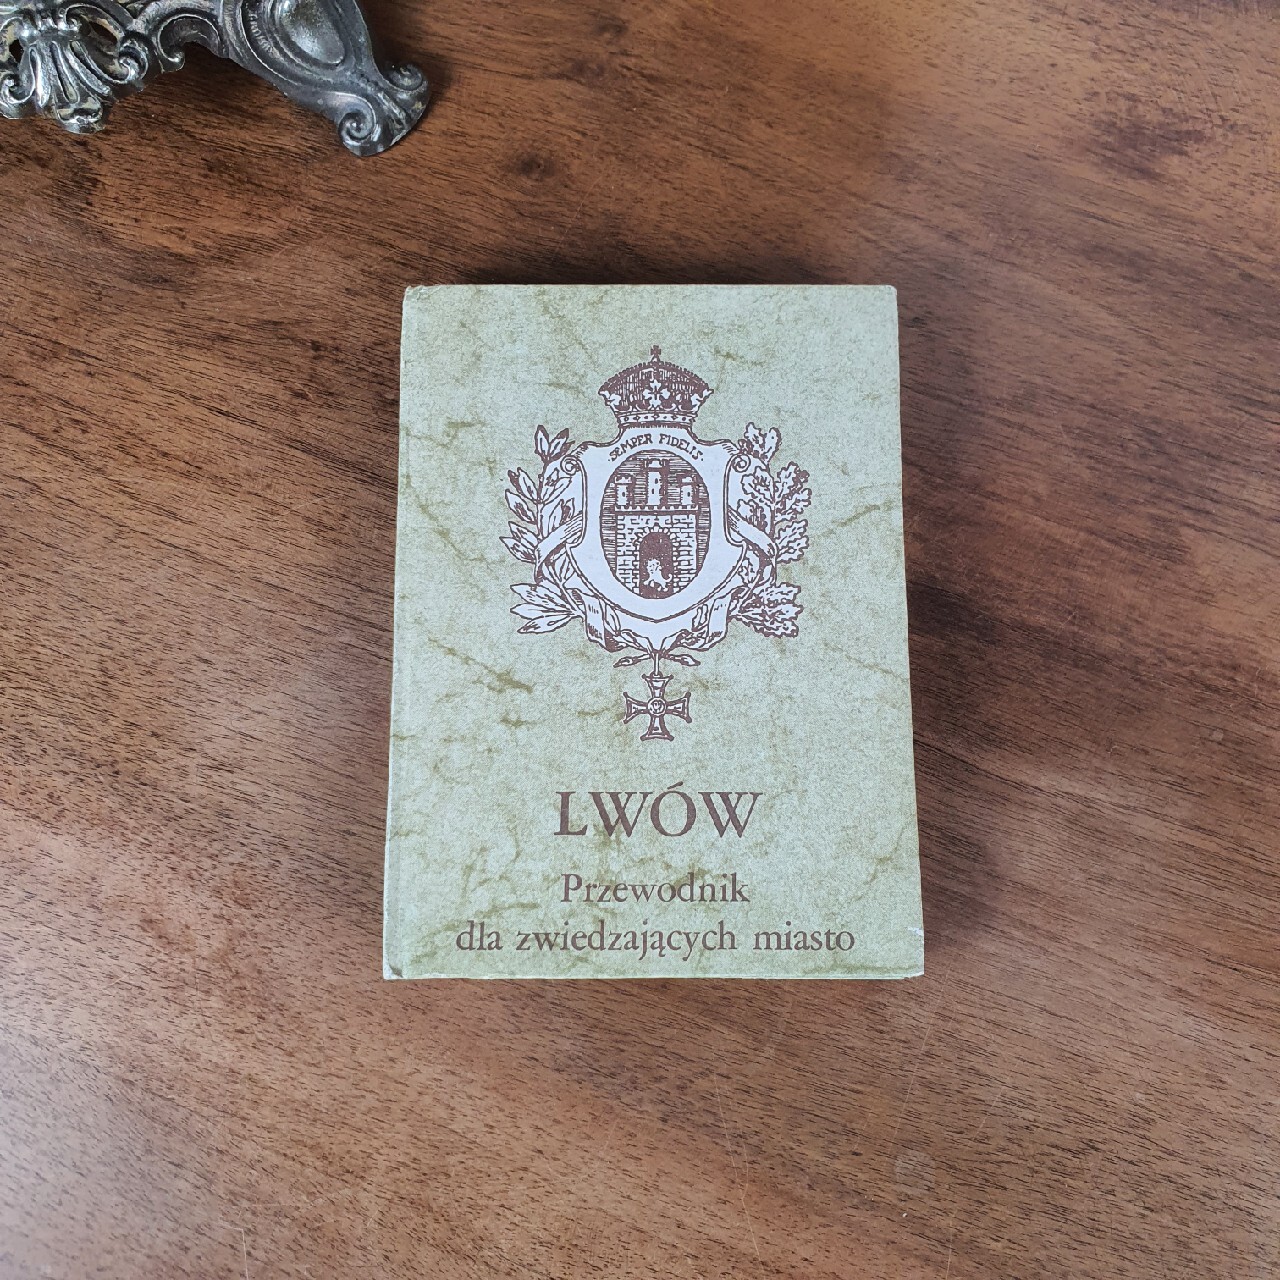 SEMPER FIDELIS
LWÓW
Przewodnik
dla zwiedzających miasto